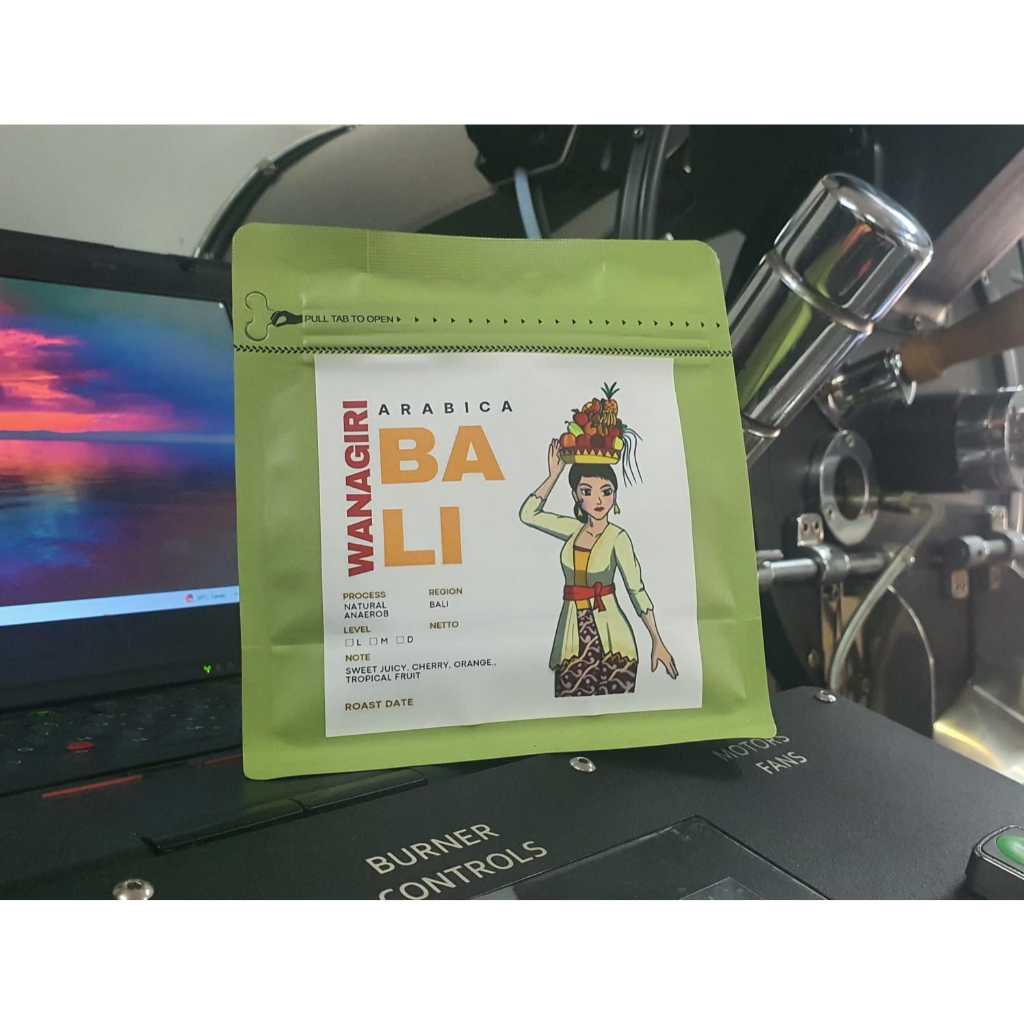 PULL TAB TO OPEN
WANAGIRI
ARABICA
BA
LI
PROCESS
NATURAL
ANAEROB
REGION
BALI
LEVEL
L M D
NETTO
NOTE
SWEET JUICY, CHERRY, ORANGE,.
TROPICAL FRUIT
ROAST DATE
MOTORS
FANS
BURNER
CONTROLS